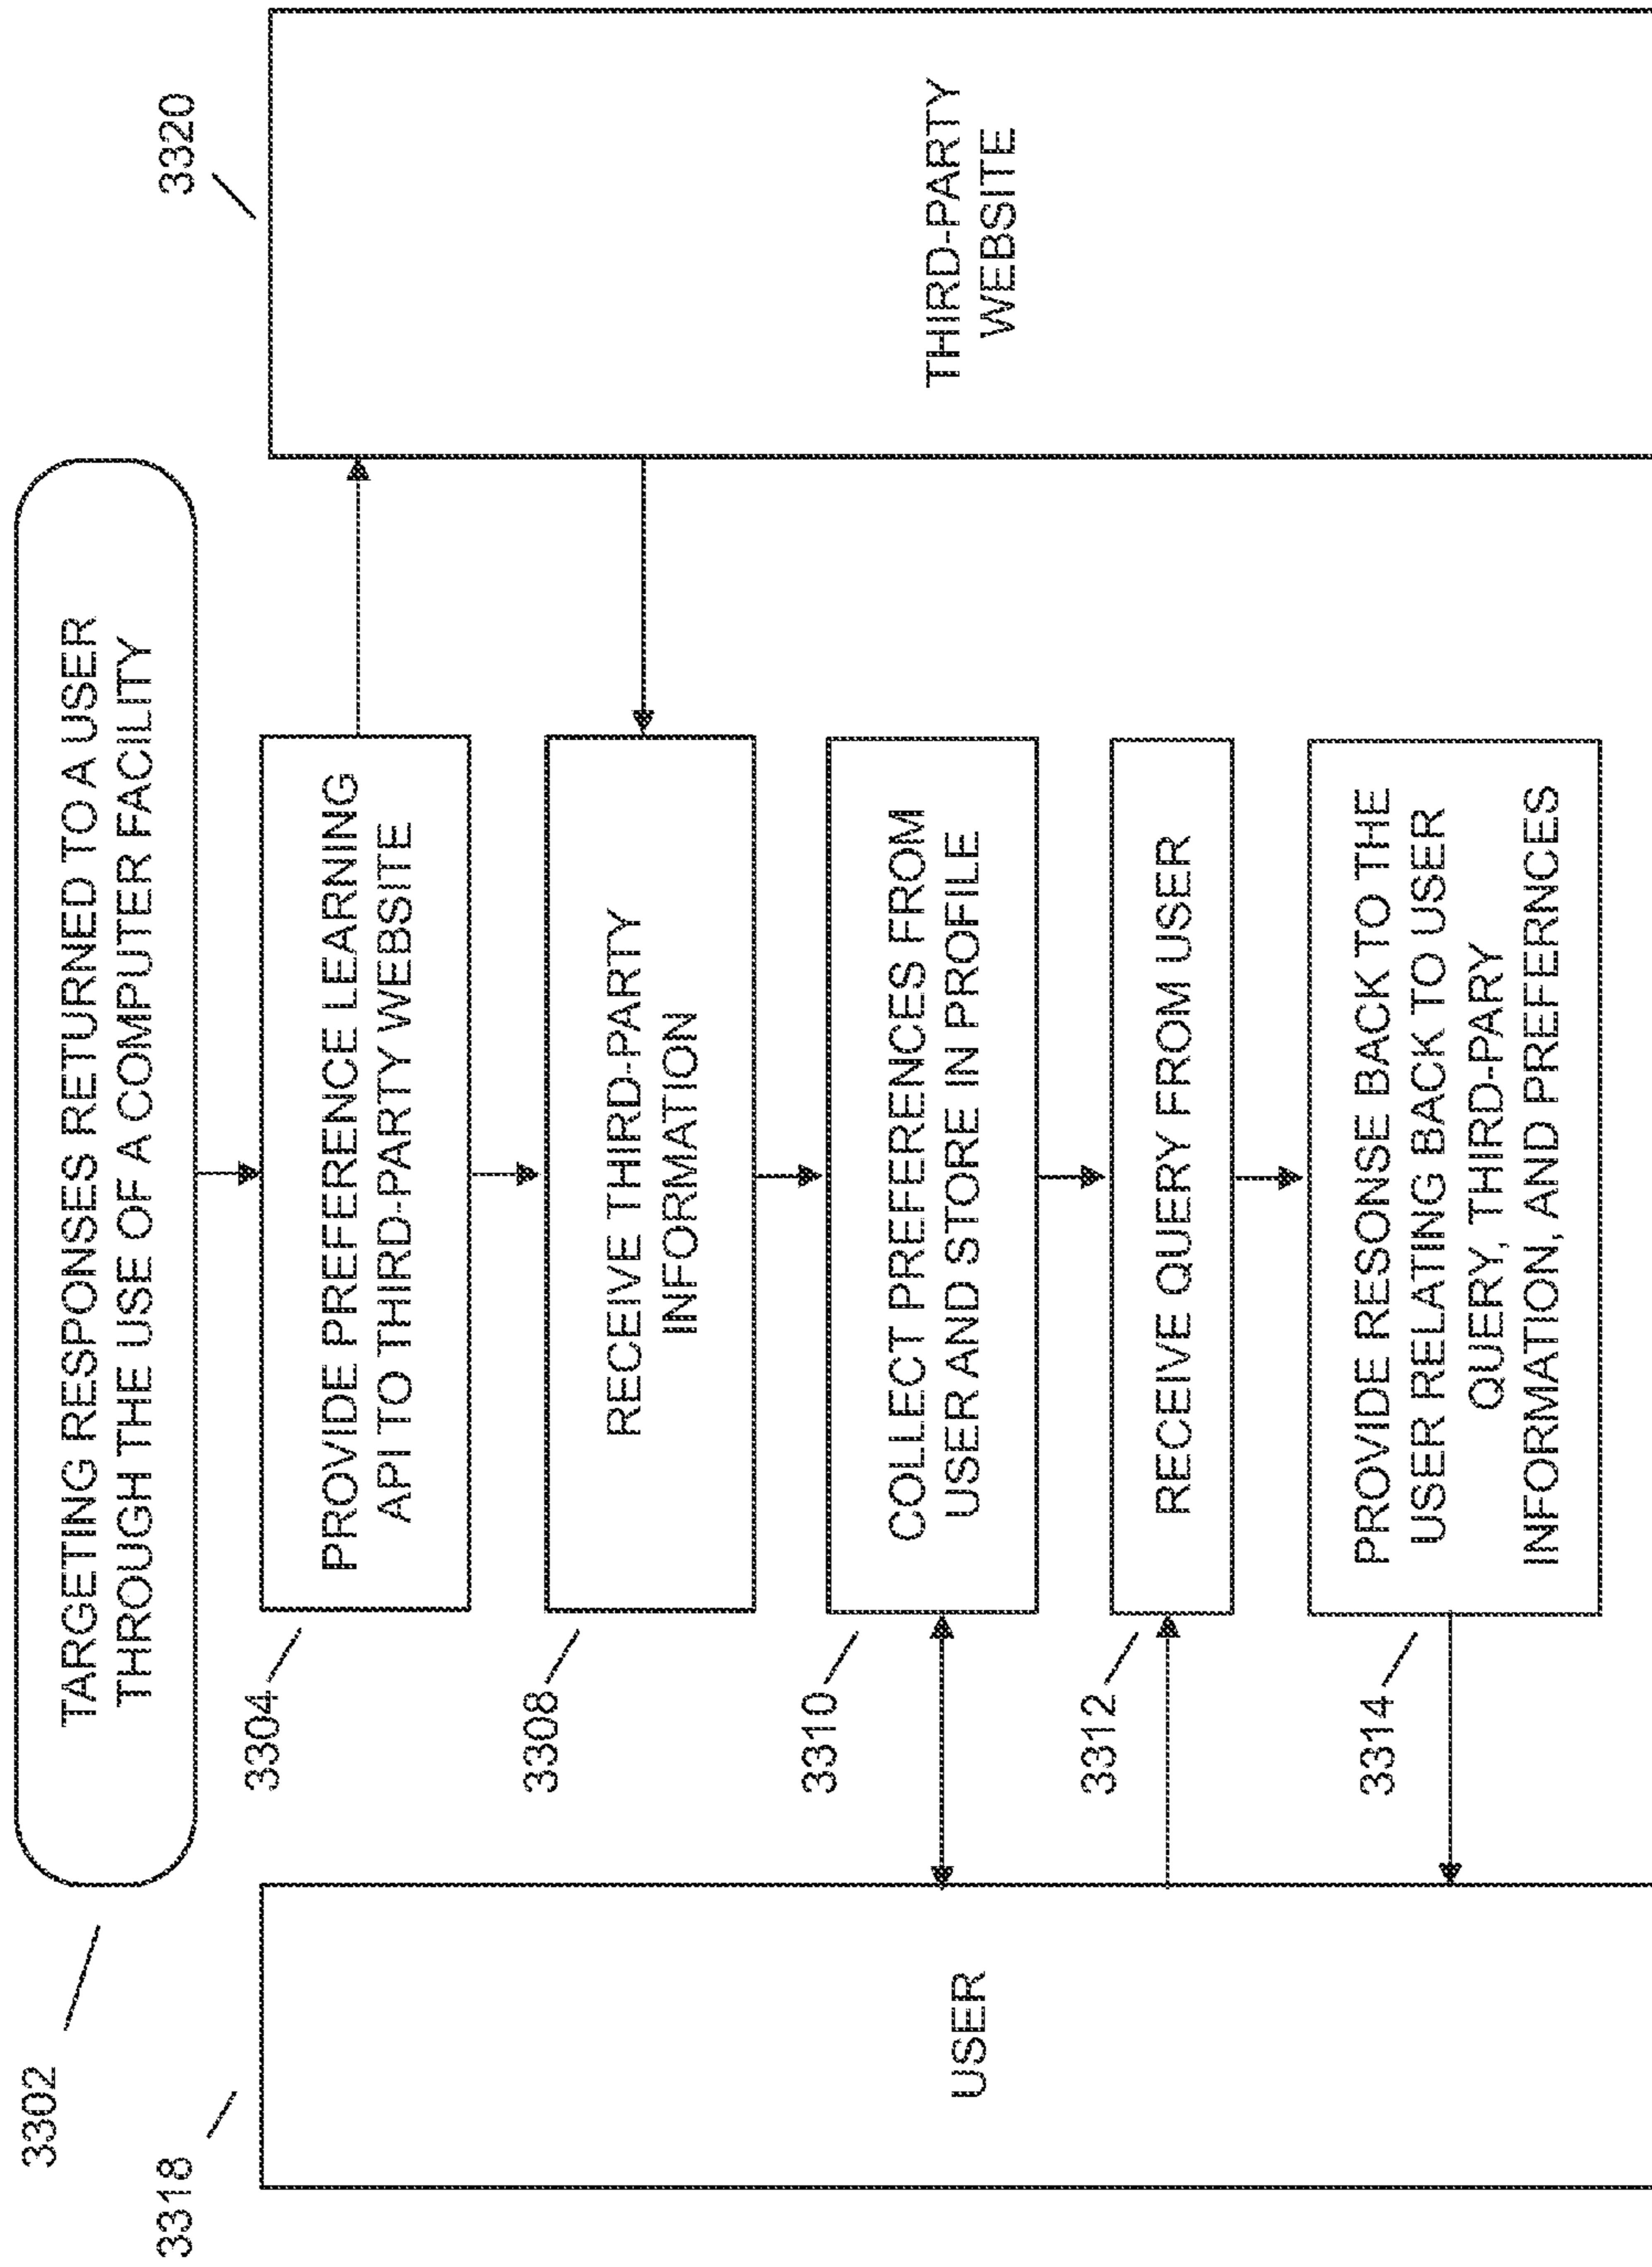 3302
TARGETING RESPONSES RETURNED TO A USER
THROUGH THE USE OF A COMPUTER FACILITY
3318
USER
3304
PROVIDE PREFERENCE LEARNING
API TO THIRD-PARTY WEBSITE
3308
RECEIVE THIRD-PARTY
INFORMATION
3310
COLLECT PREFERENCES FROM
USER AND STORE IN PROFILE
3312
RECEIVE QUERY FROM USER
3314
PROVIDE RESONSE BACK TO THE
USER RELATING BACK TO USER
QUERY, THIRD-PARY
INFORMATION, AND PREFERNCES
3320
THIRD-PARTY
WEBSITE